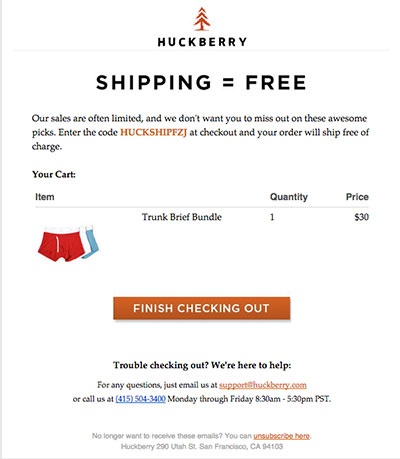 HUCKBERRY
SHIPPING = FREE
Our sales are often limited, and we don't want you to miss out on these awesome
picks. Enter the code HUCKSHIPFZJ at checkout and your order will ship free of
charge.
Your Cart:
Item Quantity Price
Trunk Brief Bundle 1 $30
FINISH CHECKING OUT
Trouble checking out? We're here to help:
For any questions, just email us at support@huckberry.com
or call us at (415) 504-3400 Monday through Friday 8:30am - 5:30pm PST.
No longer want to receive these emails? You can unsubscribe here.
Huckberry 290 Utah St. San Francisco, CA 94103